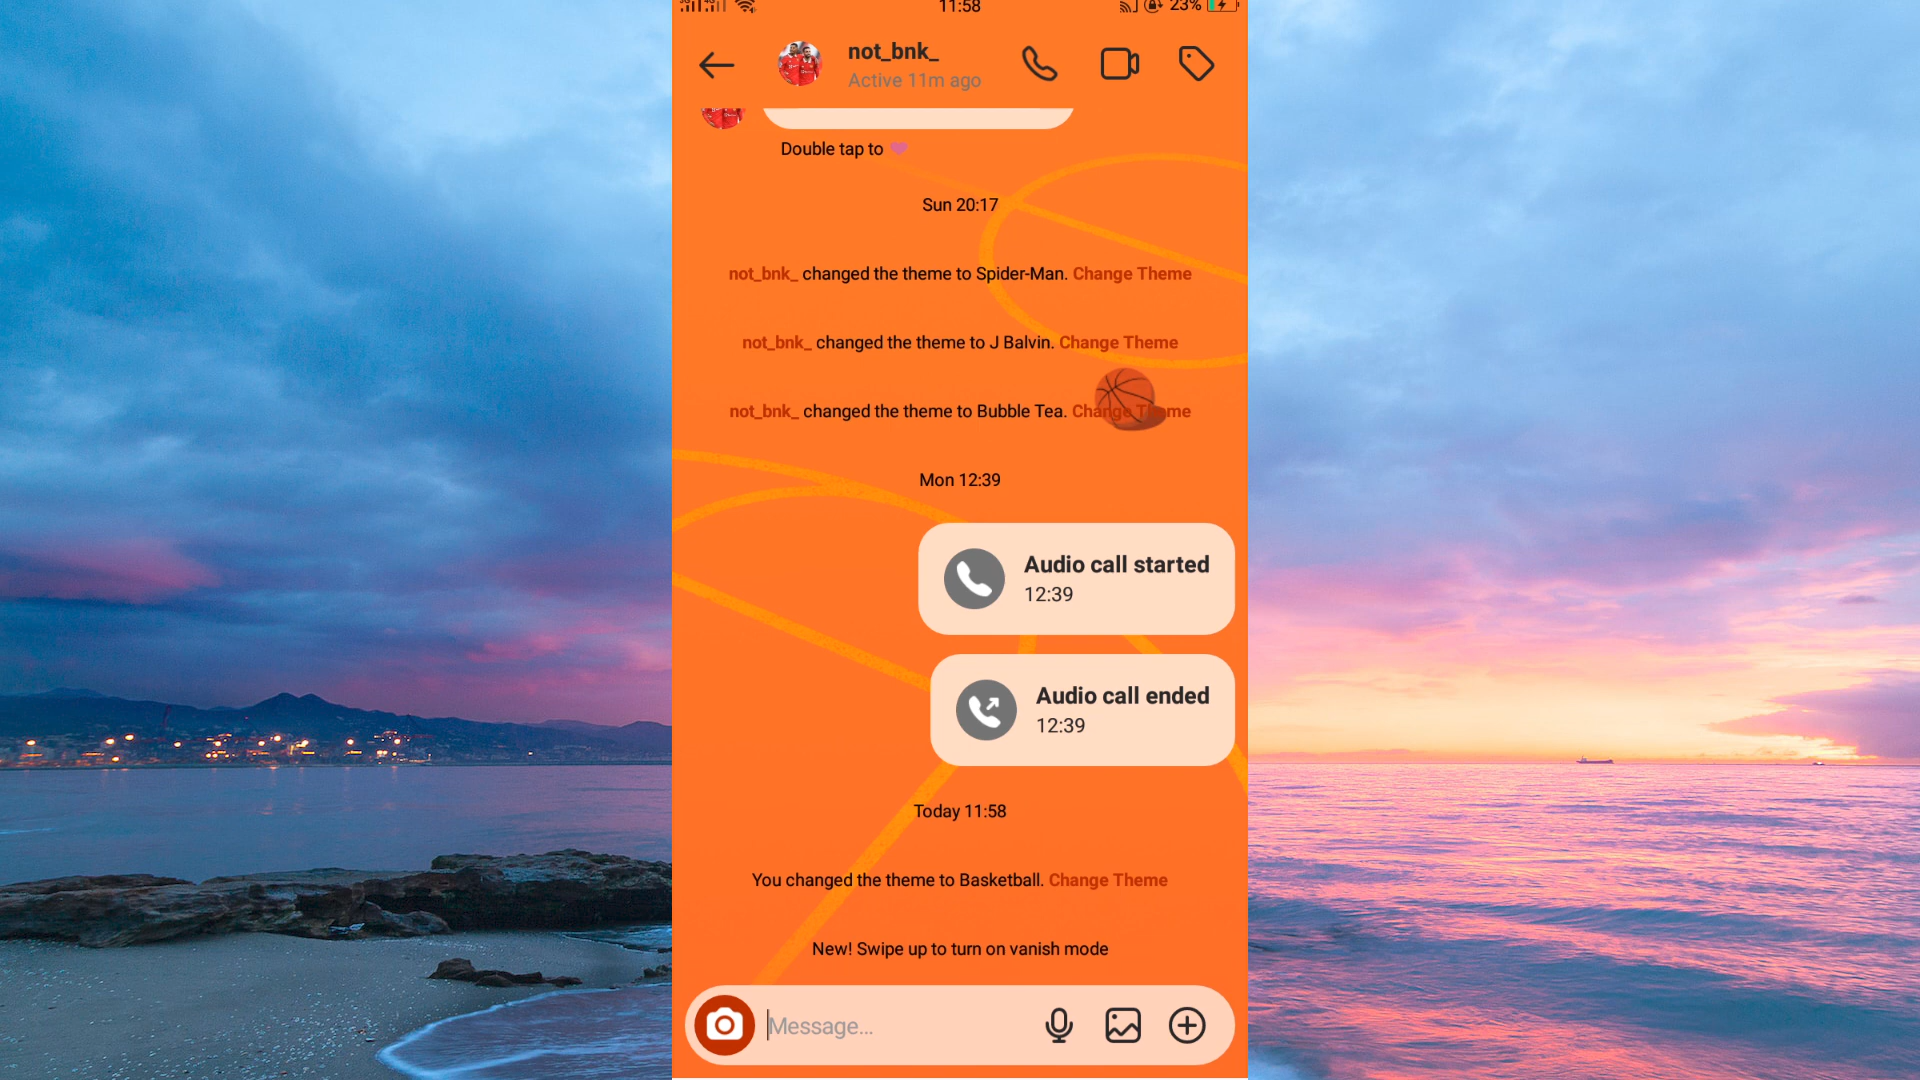 11:58
23%
not_bnk_
Active 11m ago
Double tap to
Sun 20:17
not_bnk_ changed the theme to Spider-Man. Change Theme
not_bnk_ changed the theme to J Balvin. Change Theme
not_bnk_ changed the theme to Bubble Tea. Change Theme
Mon 12:39
Audio call started
12:39
Audio call ended
12:39
Today 11:58
You changed the theme to Basketball. Change Theme
New! Swipe up to turn on vanish mode
Message...